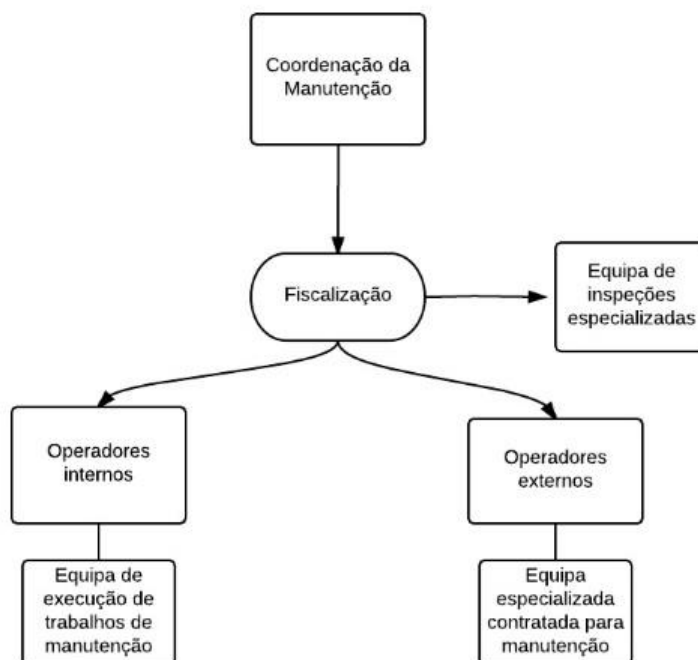 Coordenação da
Manutenção
Fiscalização
Equipa de
inspeções
especializadas
Operadores
internos
Operadores
externos
Equipa de
execução de
trabalhos de
manutenção
Equipa
especializada
contratada para
manutenção